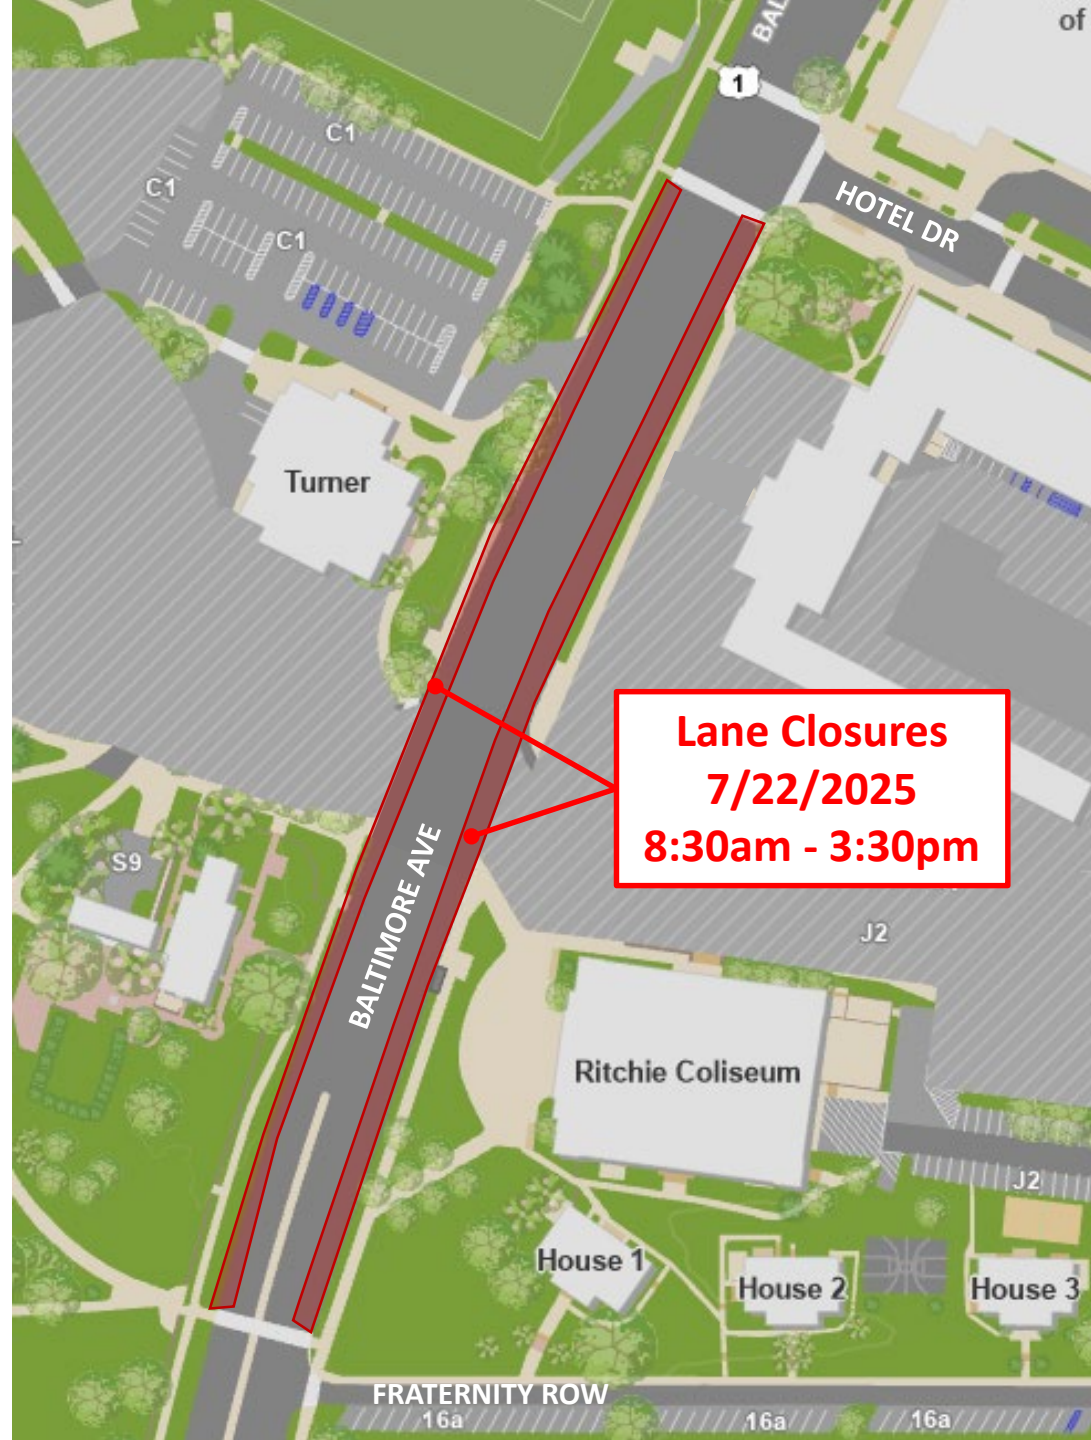 of
BAL
1
C1
C1
HOTEL DR
C1
Turner
Lane Closures
7/22/2025
8:30am - 3:30pm
BALTIMORE AVE
S9
J2
Ritchie Coliseum
J2
House 1
House 2
House 3
FRATERNITY ROW
16a
16a
16a